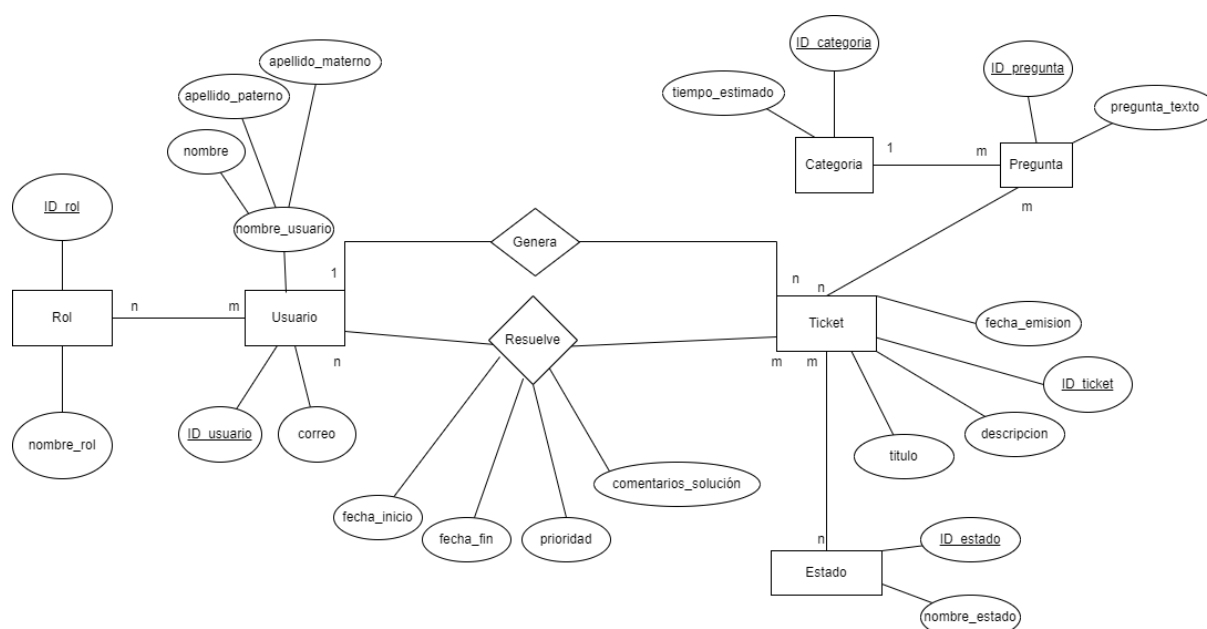 apellido_materno
ID_categoria
ID_pregunta
apellido_paterno
tiempo_estimado
pregunta_texto
nombre
1
m
Categoria
Pregunta
ID_rol
m
nombre_usuario
Genera
1
n
n
n
m
Rol
Usuario
Resuelve
Ticket
fecha_emision
n
m
m
ID_ticket
ID_usuario
correo
descripcion
titulo
comentarios_solución
nombre_rol
fecha_inicio
fecha_fin
prioridad
n
ID_estado
Estado
nombre_estado